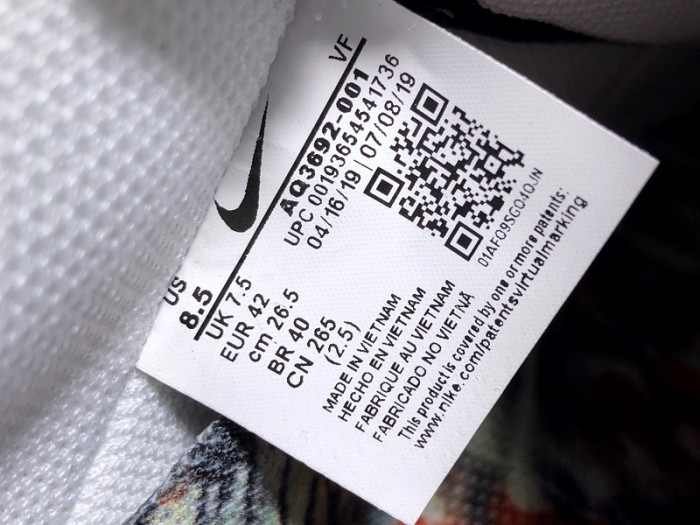 VF
AQ3692-001
UPC 00193654541736
04/16/19 | 07/08/19
01AFO9SGO4OJN
US
8.5
UK 7.5
EUR 42
cm 26.5
BR 40
CN 265
(2.5)
MADE IN VIETNAM
HECHO EN VIETNAM
FABRIQUE AU VIETNAM
FABRICADO NO VIETNÃ
This product is covered by one or more patents:
www.nike.com/patentsvirtualmarking